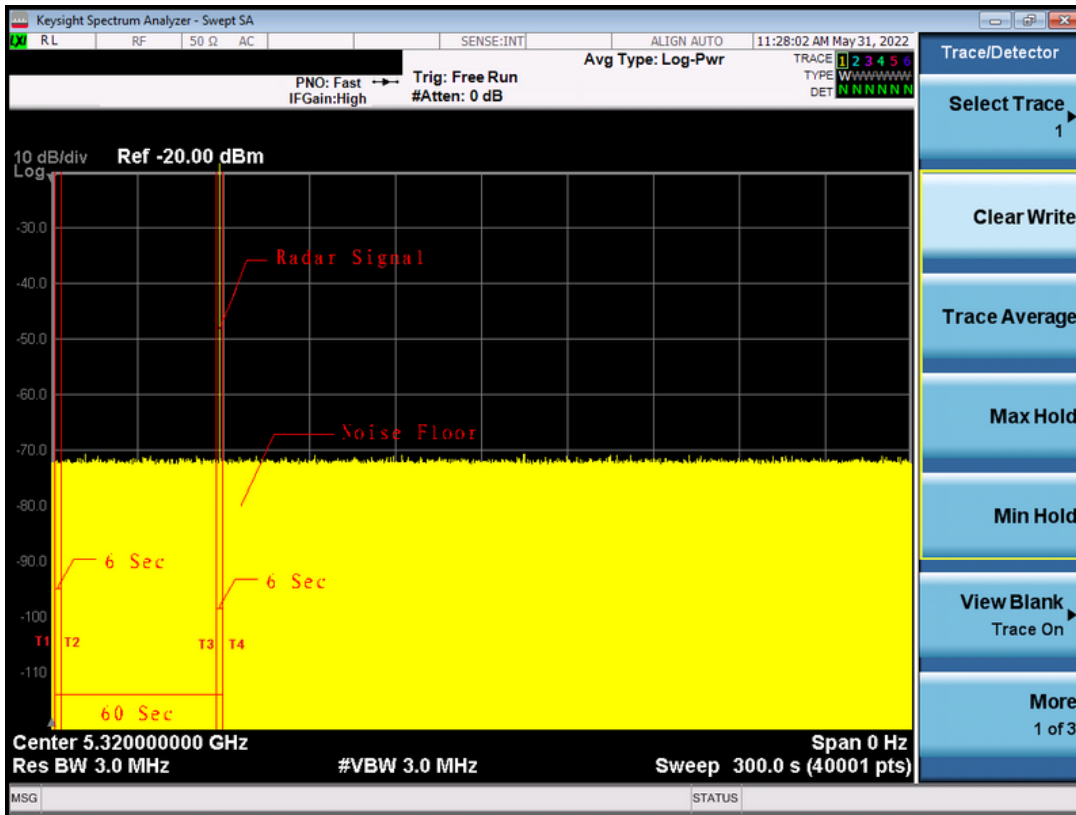 Keysight Spectrum Analyzer - Swept SA
LXI RL RF 50 Ω AC SENSE:INT ALIGN AUTO 11:28:02 AM May 31, 2022
Avg Type: Log-Pwr
TRACE 1 2 3 4 5 6
PNO: Fast Trig: Free Run
TYPE WWWWWW
IFGain:High #Atten: 0 dB
DET N N N N N N
10 dB/div Ref -20.00 dBm
Log
-30.0
Radar Signal
-40.0
-50.0
-60.0
Noise Floor
-70.0
-80.0
-90.0
6 Sec
6 Sec
-100
T1 T2 T3 T4
-110
60 Sec
Center 5.320000000 GHz Span 0 Hz
Res BW 3.0 MHz #VBW 3.0 MHz Sweep 300.0 s (40001 pts)
MSG STATUS
Trace/Detector
Select Trace
1
Clear Write
Trace Average
Max Hold
Min Hold
View Blank
Trace On
More
1 of 3